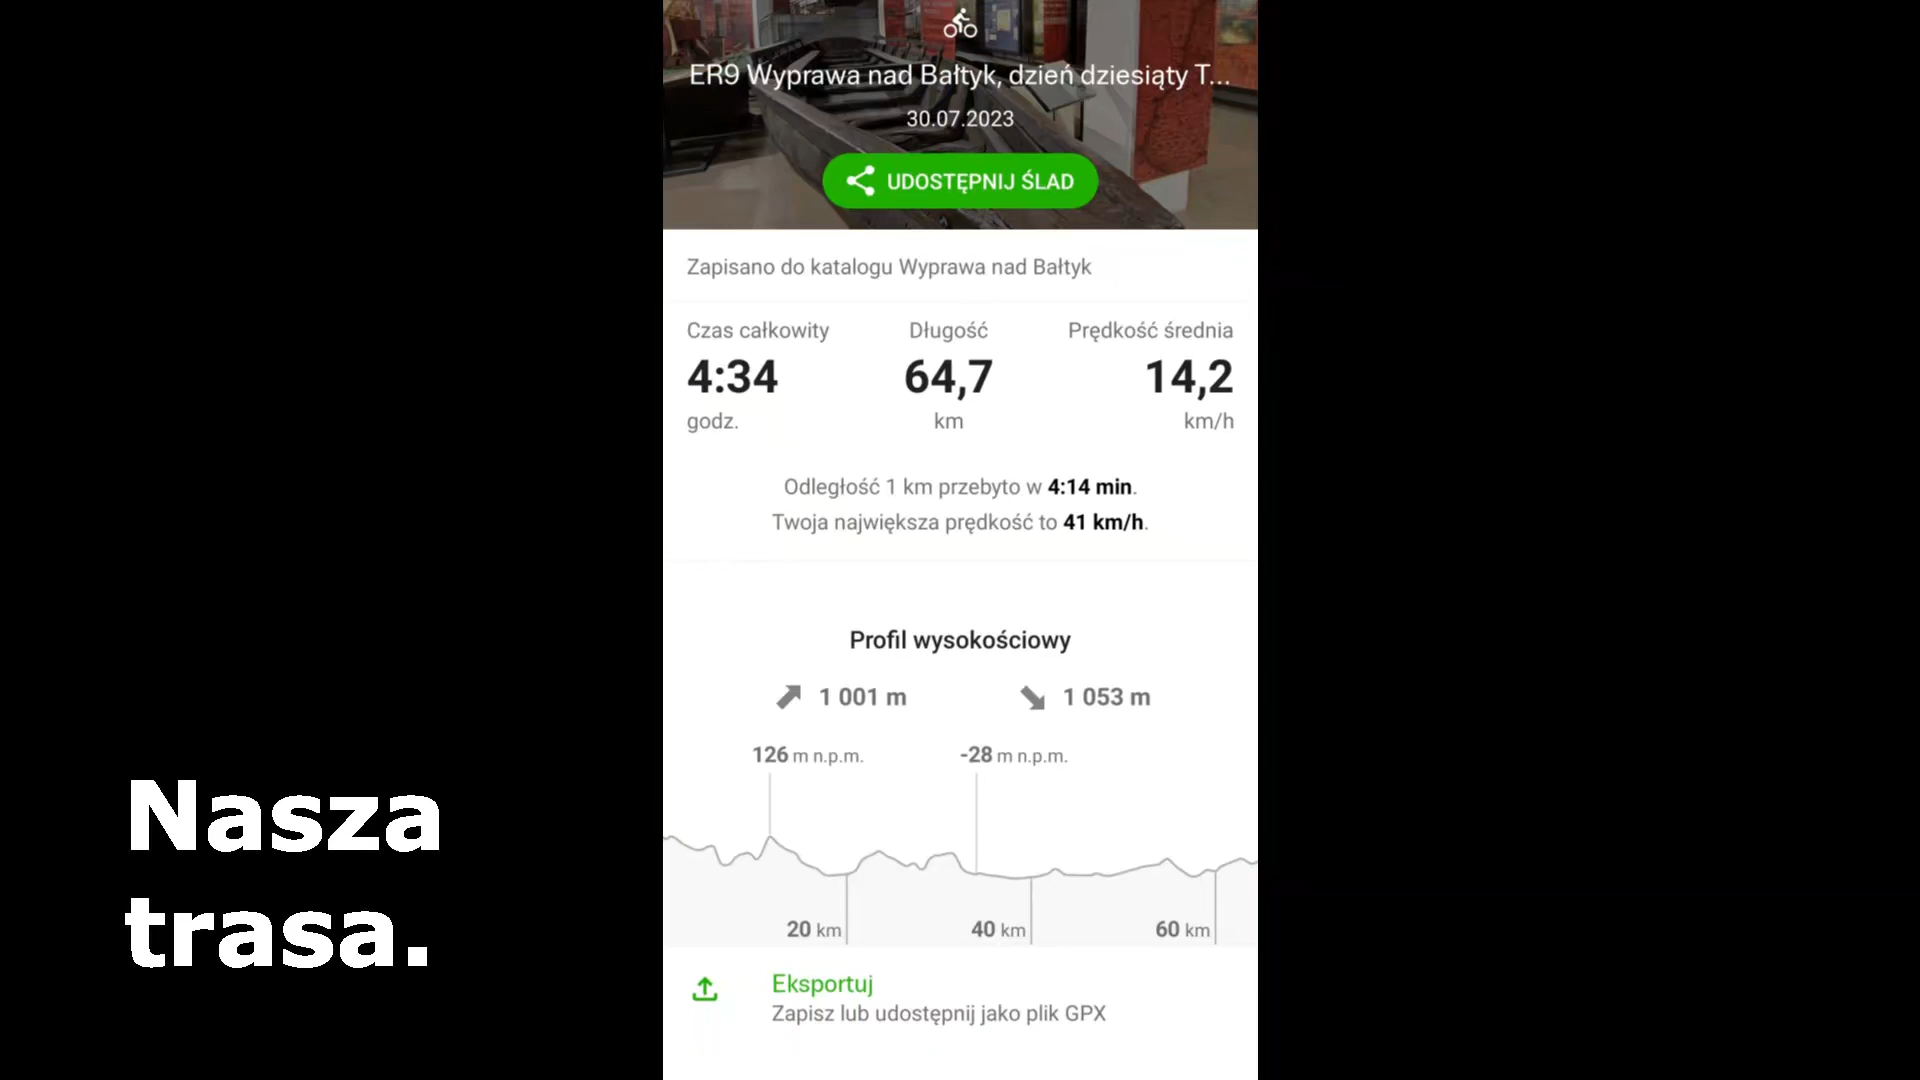 ER9 Wyprawa nad Bałtyk, dzień dziesiąty T...
30.07.2023
UDOSTĘPNIJ ŚLAD
Zapisano do katalogu Wyprawa nad Bałtyk
Czas całkowity Długość Prędkość średnia
4:34 64,7 14,2
godz. km km/h
Odległość 1 km przebyto w 4:14 min.
Twoja największa prędkość to 41 km/h.
Profil wysokościowy
1 001 m 1 053 m
126 m n.p.m. -28 m n.p.m.
20 km 40 km 60 km
Eksportuj
Zapisz lub udostępnij jako plik GPX
Nasza
trasa.